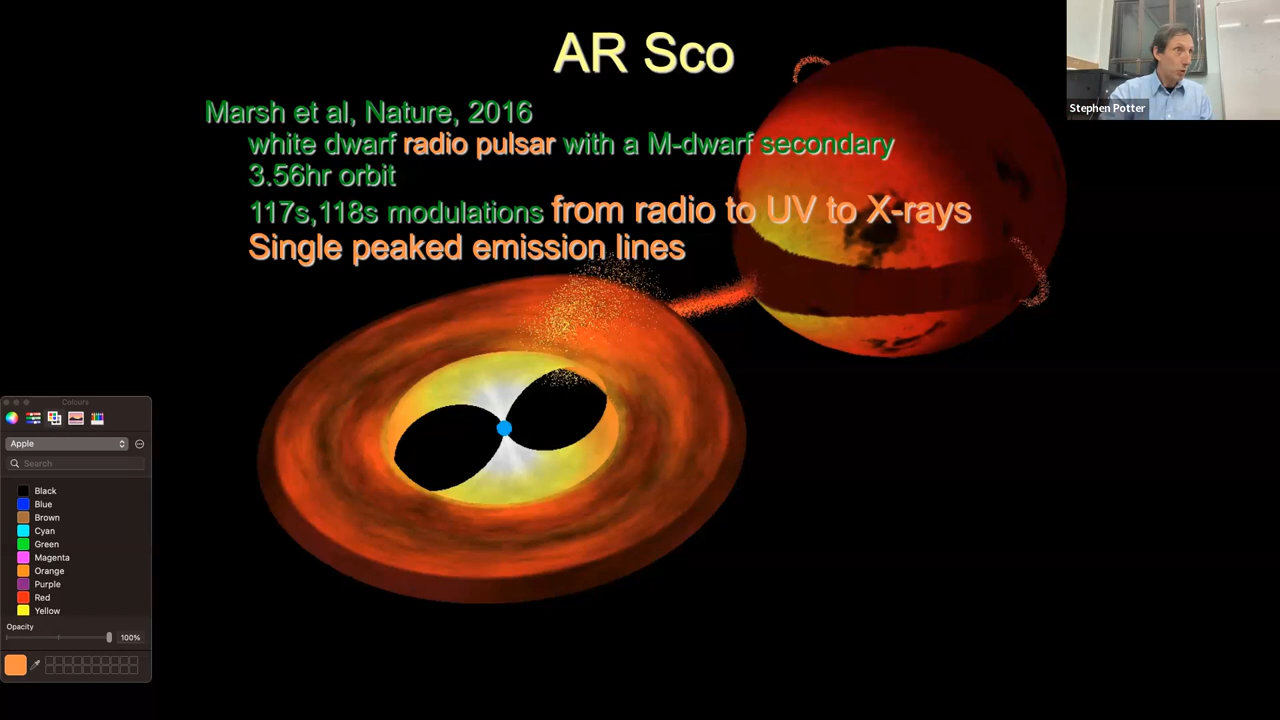 AR Sco
Stephen Potter
Marsh et al, Nature, 2016
white dwarf radio pulsar with a M-dwarf secondary
3.56hr orbit
117s,118s modulations from radio to UV to X-rays
Single peaked emission lines
Colours
Apple
Search
Black
Blue
Brown
Cyan
Green
Magenta
Orange
Purple
Red
Yellow
Opacity
100%